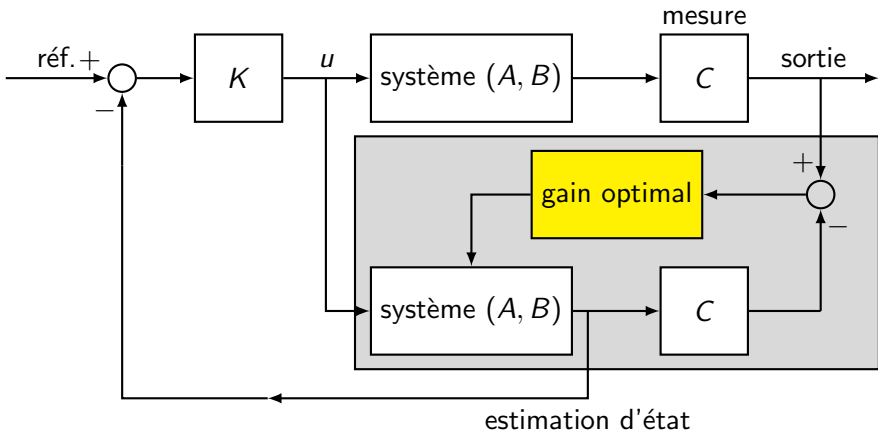 mesure
réf. + u sortie
K système (A, B) C
−
+
gain optimal
−
système (A, B) C
estimation d'état